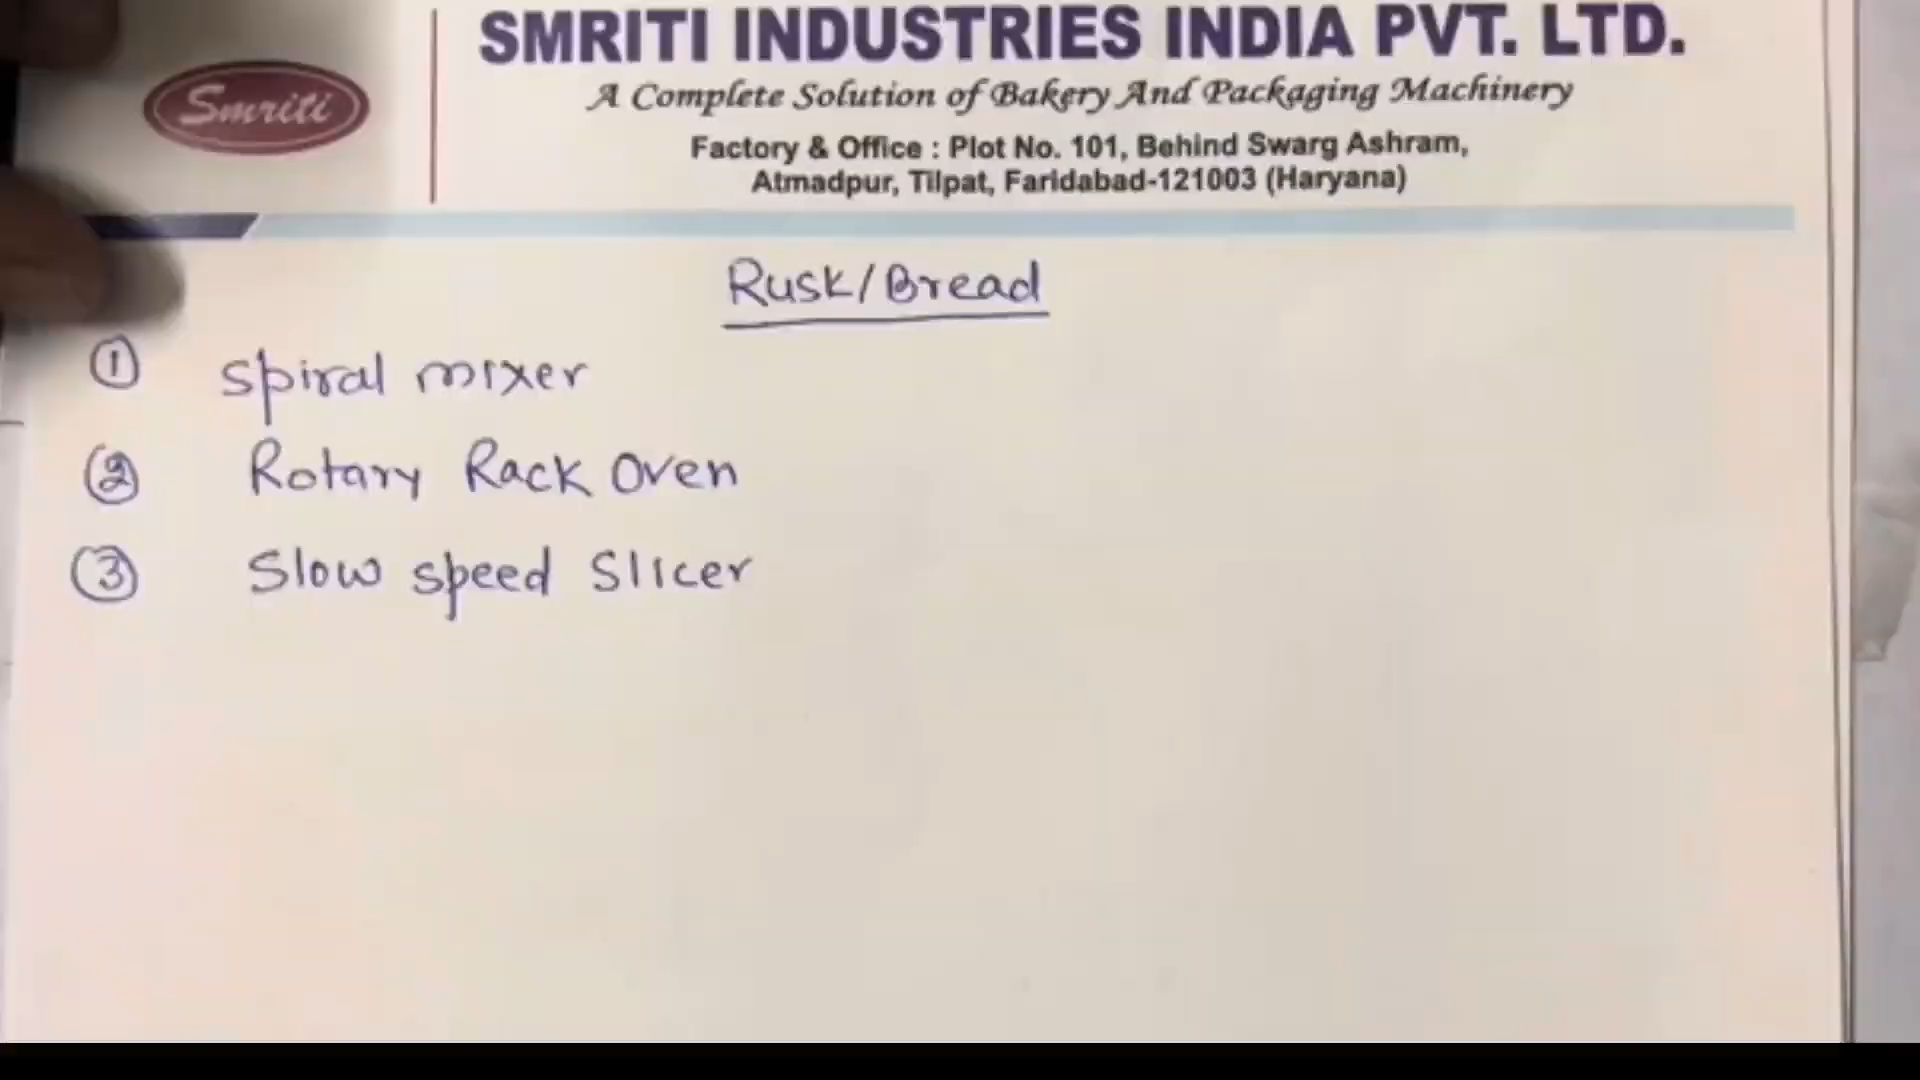 SMRITI INDUSTRIES INDIA PVT. LTD.
Smriti
A Complete Solution of Bakery And Packaging Machinery
Factory & Office : Plot No. 101, Behind Swarg Ashram,
Atmadpur, Tilpat, Faridabad-121003 (Haryana)
Rusk/Bread
① Spiral mixer
② Rotary Rack Oven
③ Slow speed Slicer